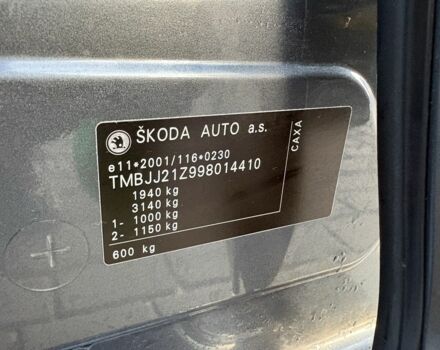 ŠKODA AUTO a.s.
e11*2001/116*0230
TMBJJ21Z998014410
1940 kg
3140 kg
1- 1000 kg
2- 1150 kg
600 kg
CAXA